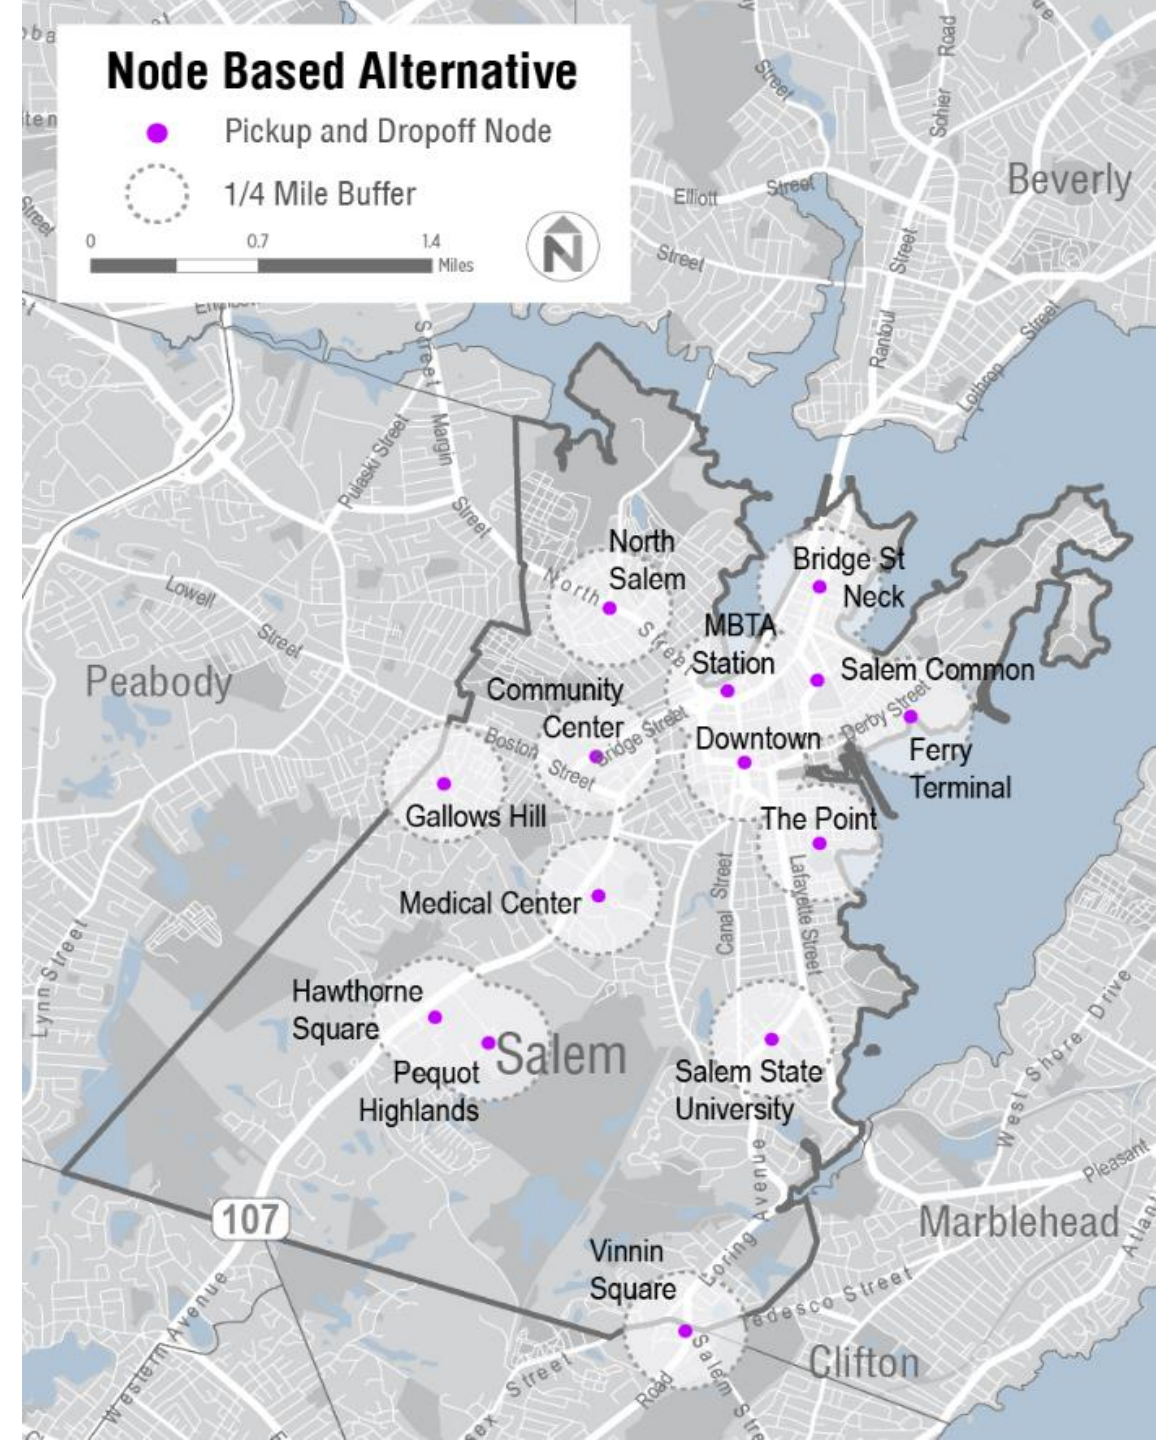 Node Based Alternative
Pickup and Dropoff Node
1/4 Mile Buffer
0 0.7 1.4
Miles
N
Sohier Road
Street
Beverly
Elliott Street
Street
Street
Rantoul Street
Lothrop Street
Street
Margin
Street
Pulaski Street
North
Salem
North Street
Bridge St
Neck
MBTA
Station
Lowell
Street
Peabody
Salem Common
Community
Center
Derby Street
Bridge Street
Boston
Street
Downtown
Ferry
Terminal
Gallows Hill
The Point
Medical Center
Canal Street
Lafayette Street
Lynn Street
Hawthorne
Square
Salem
Pequot
Highlands
Salem State
University
West Shore Drive
Pleasant
107
Marblehead
Loring Avenue
Vinnin
Square
Tedesco Street
Western Avenue
Clifton
Street
Road
Salem